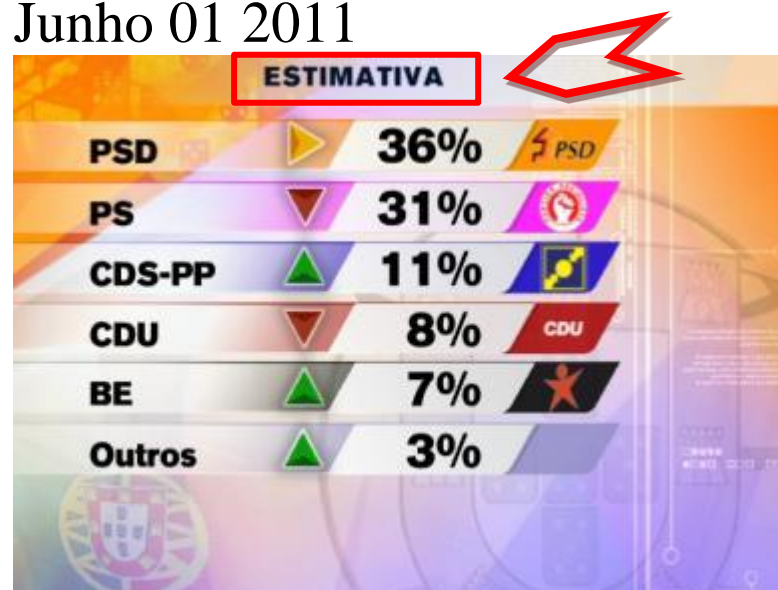 Junho 01 2011
ESTIMATIVA
PSD 36% PSD
PS 31%
CDS-PP 11%
CDU 8% CDU
BE 7%
Outros 3%